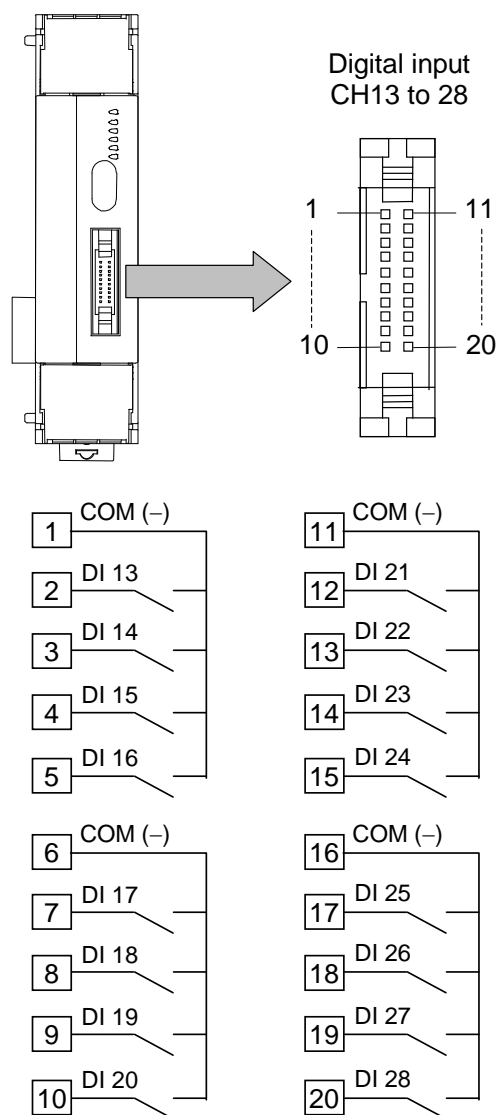 Digital input
CH13 to 28
1 11
10 20
1 COM (–)
2 DI 13
3 DI 14
4 DI 15
5 DI 16
6 COM (–)
7 DI 17
8 DI 18
9 DI 19
10 DI 20
11 COM (–)
12 DI 21
13 DI 22
14 DI 23
15 DI 24
16 COM (–)
17 DI 25
18 DI 26
19 DI 27
20 DI 28